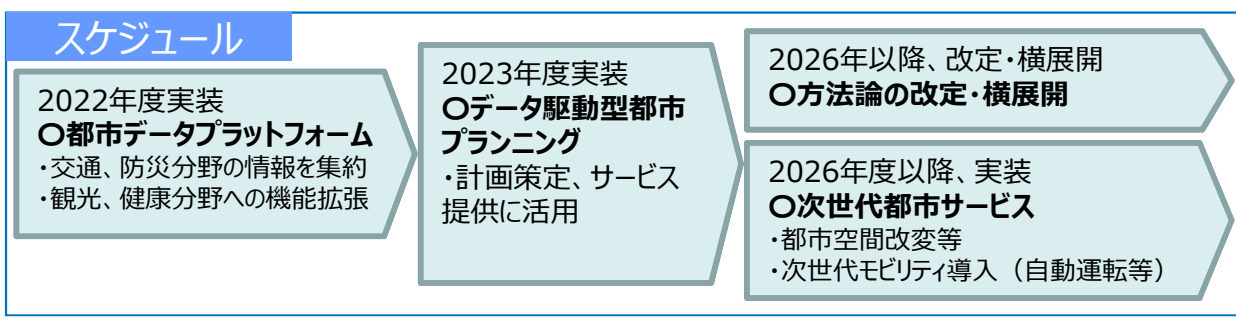 スケジュール
2022年度実装
〇都市データプラットフォーム
・交通、防災分野の情報を集約
・観光、健康分野への機能拡張
2023年度実装
〇データ駆動型都市
プランニング
・計画策定、サービス
提供に活用
2026年以降、改定・横展開
〇方法論の改定・横展開
2026年度以降、実装
〇次世代都市サービス
・都市空間改変等
・次世代モビリティ導入（自動運転等）